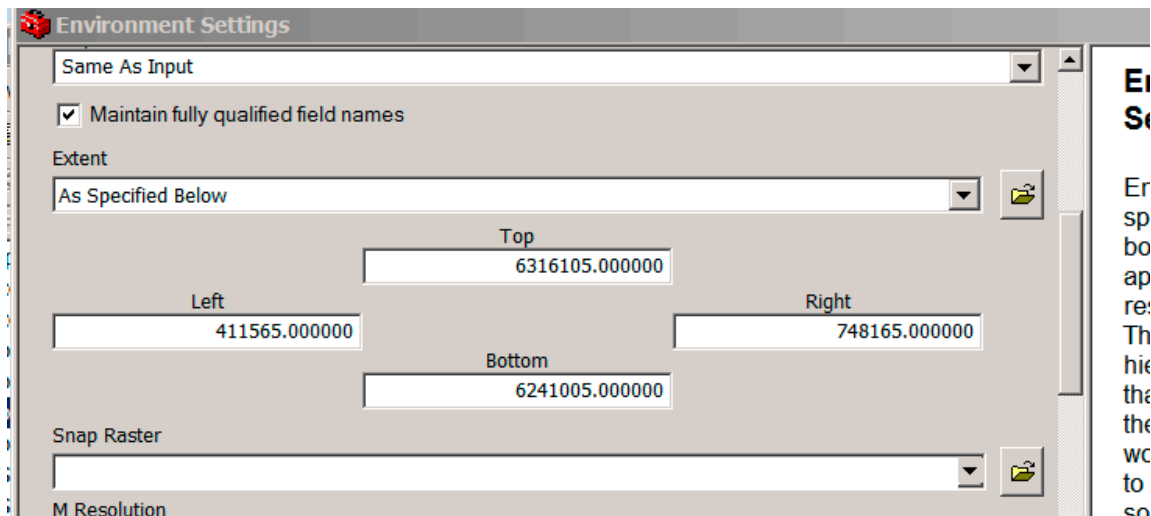 Environment Settings
Same As Input
Maintain fully qualified field names
Extent
As Specified Below
Top
6316105.000000
Left
Right
411565.000000
748165.000000
Bottom
6241005.000000
Snap Raster
M Resolution